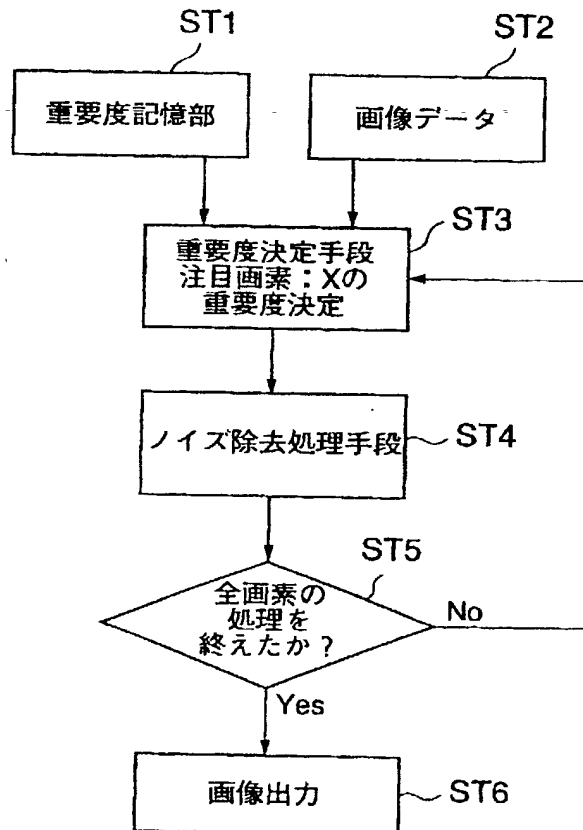 ST1
ST2
重要度記憶部
画像データ
ST3
重要度決定手段
注目画素：Xの
重要度決定
ノイズ除去処理手段
ST4
ST5
全画素の
処理を
終えたか？
No
Yes
画像出力
ST6